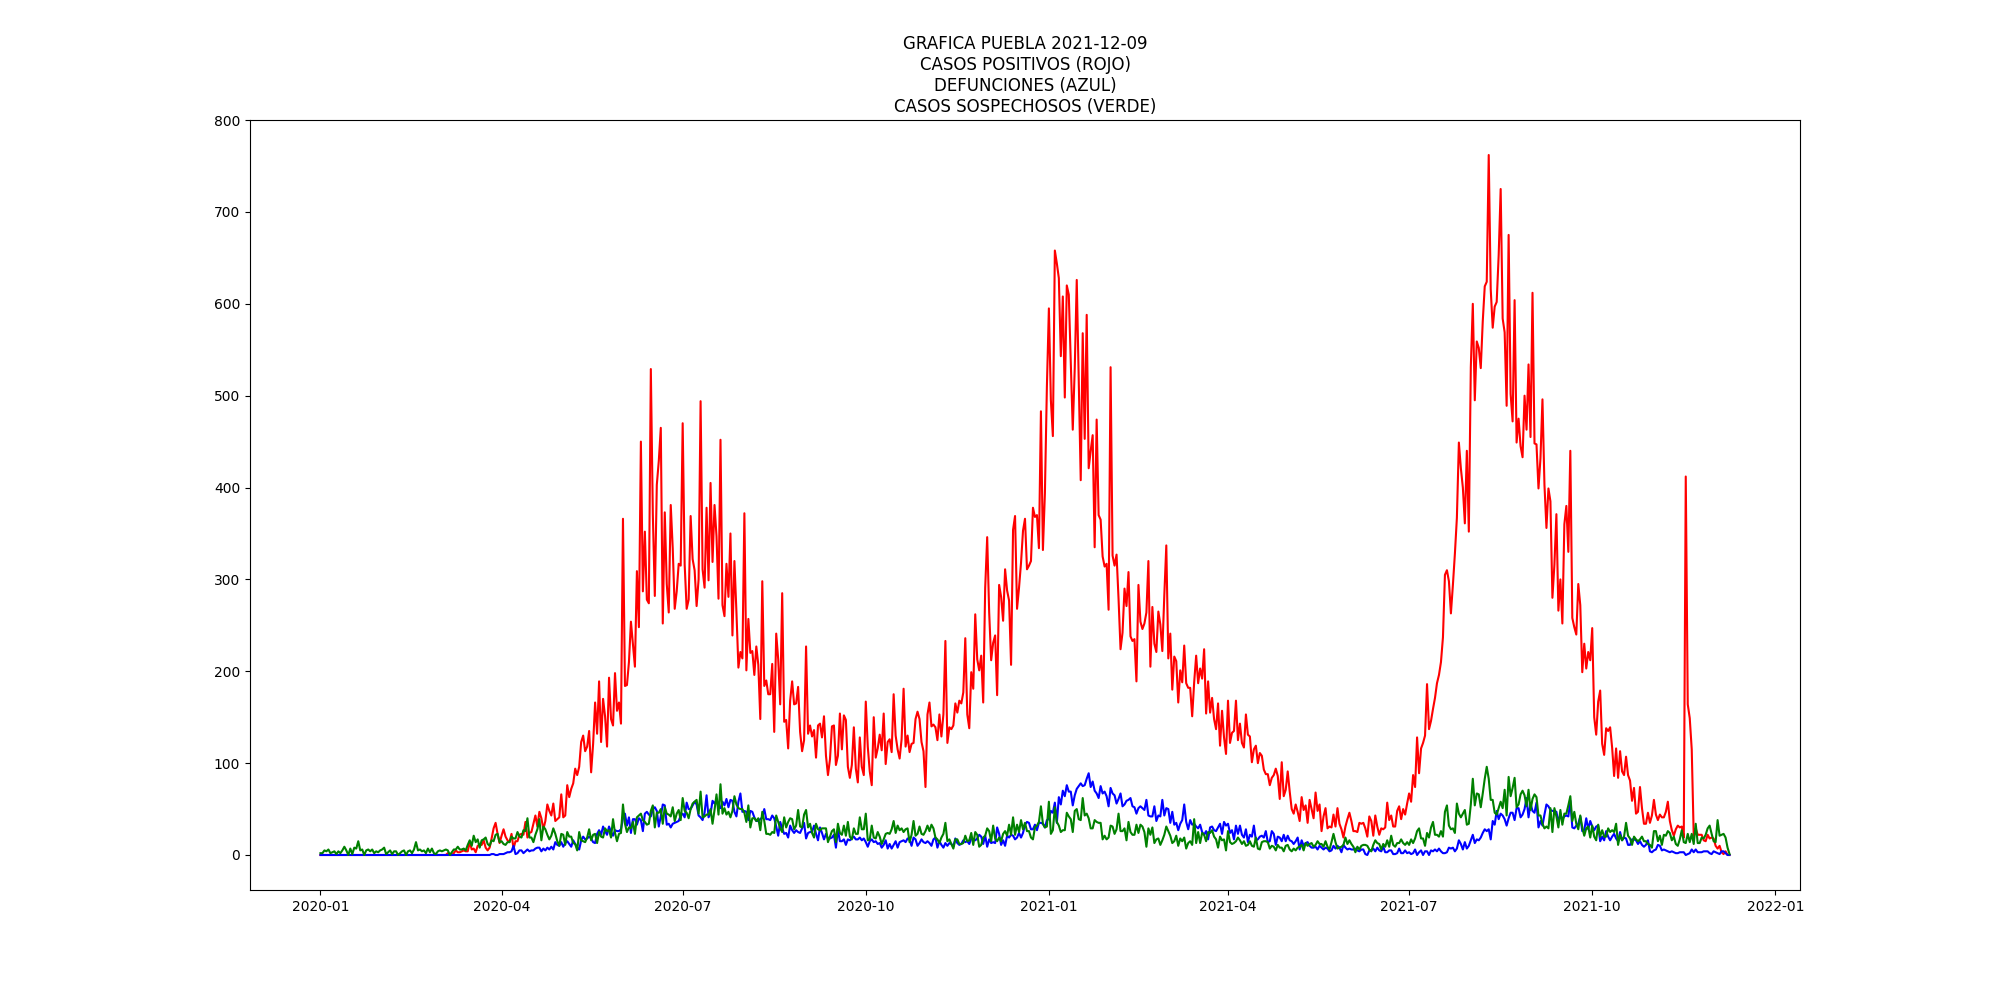 GRAFICA PUEBLA 2021-12-09
CASOS POSITIVOS (ROJO)
DEFUNCIONES (AZUL)
CASOS SOSPECHOSOS (VERDE)
800
700
600
500
400
300
200
100
0
2020-01 2020-04 2020-07 2020-10 2021-01 2021-04 2021-07 2021-10 2022-01